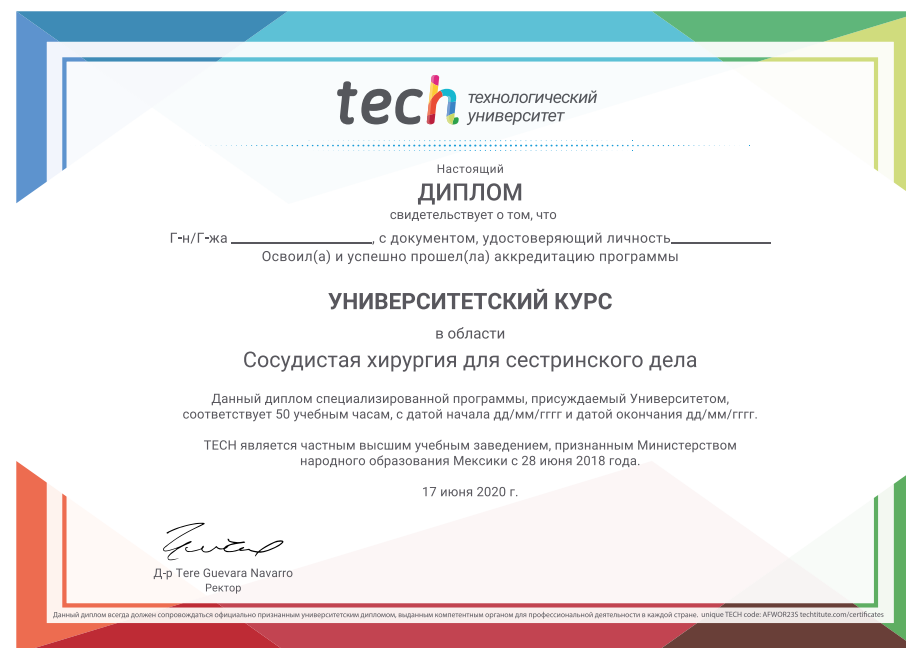 tech технологический
университет
Настоящий
ДИПЛОМ
свидетельствует о том, что
Г-н/Г-жа ________________, с документом, удостоверяющий личность____________
Освоил(а) и успешно прошел(ла) аккредитацию программы
УНИВЕРСИТЕТСКИЙ КУРС
в области
Сосудистая хирургия для сестринского дела
Данный диплом специализированной программы, присуждаемый Университетом,
соответствует 50 учебным часам, с датой начала дд/мм/гггг и датой окончания дд/мм/гггг.
TECH является частным высшим учебным заведением, признанным Министерством
народного образования Мексики с 28 июня 2018 года.
17 июня 2020 г.
Д-р Tere Guevara Navarro
Ректор
Данный диплом всегда должен сопровождаться официально признанным университетским дипломом, выданным компетентным органом для профессиональной деятельности в каждой стране. unique TECH code: AFWOR23S techtitute.com/certificates